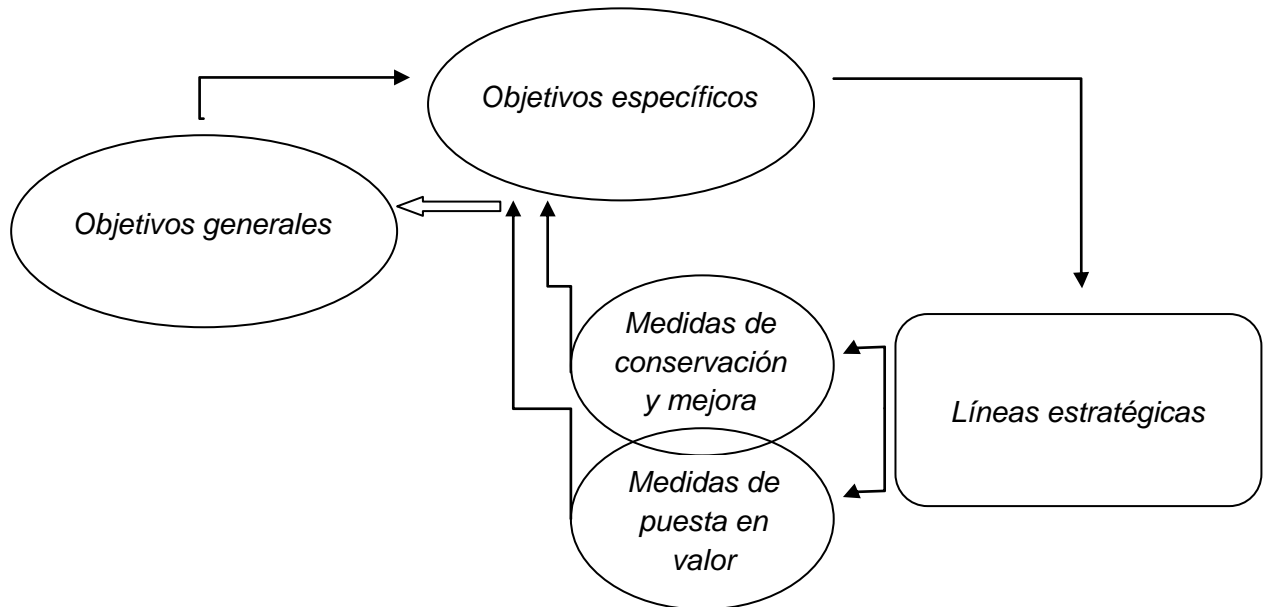 Objetivos específicos
Objetivos generales
Medidas de
conservación
y mejora
Líneas estratégicas
Medidas de
puesta en
valor